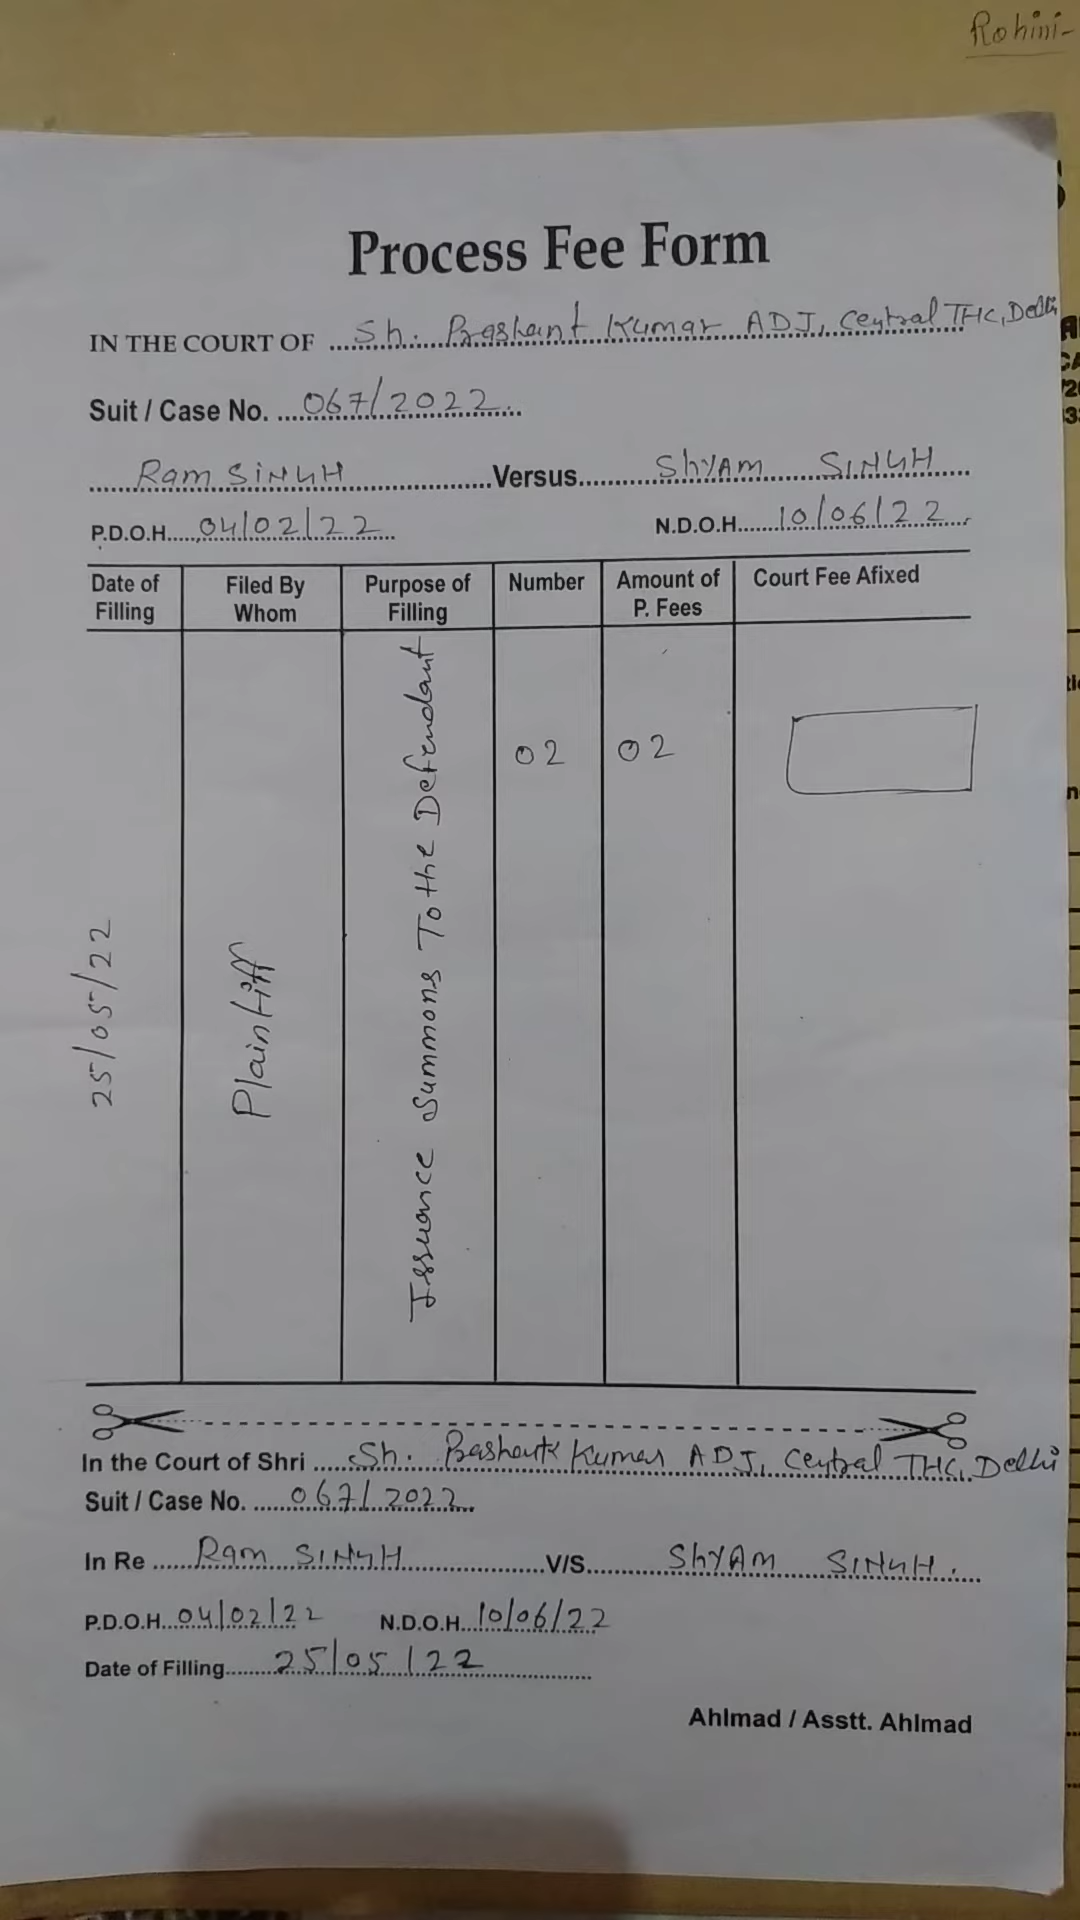 Rohini-
Process Fee Form
IN THE COURT OF Sh. Prashant Kumar ADJ, Central THC, Delhi
Suit / Case No. 067/2022
Ram SINGH Versus Shyam SINGH
P.D.O.H. 04/02/22 N.D.O.H. 10/06/22
Date of Filling Filed By Whom Purpose of Filling Number Amount of P. Fees Court Fee Afixed
25/05/22 Plaintiff Issuance Summons To the Defendant 02 02
In the Court of Shri Sh. Prashant Kumar ADJ, Central THC, Delhi
Suit / Case No. 067/2022
In Re Ram SINGH V/S. ShyAm SINGH.
P.D.O.H. 04/02/22 N.D.O.H. 10/06/22
Date of Filling 25/05/22
Ahlmad / Asstt. Ahlmad